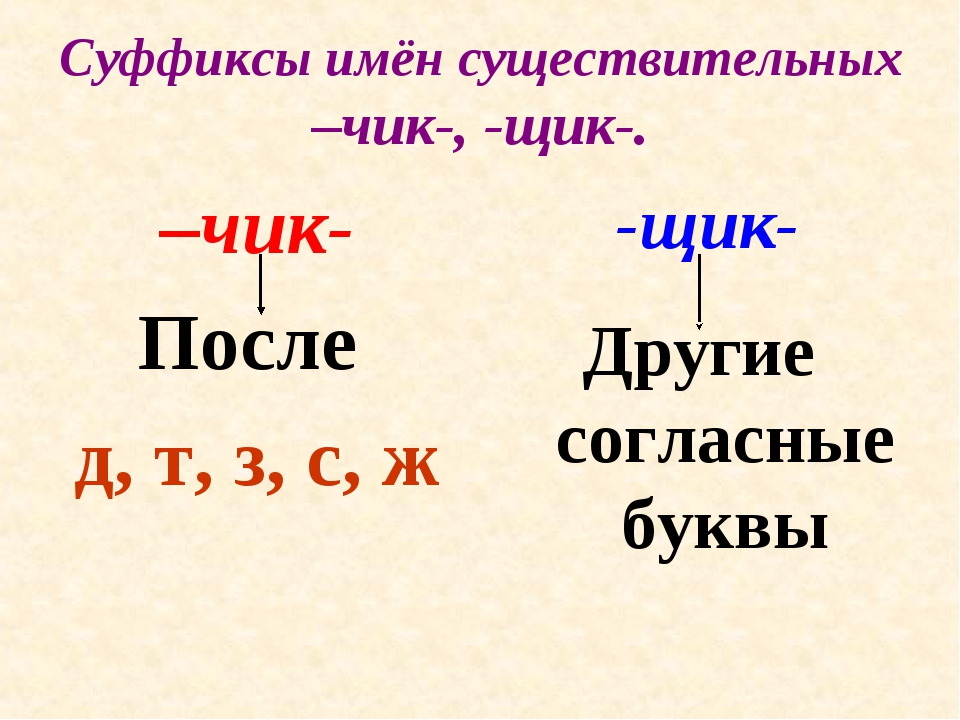 Суффиксы имён существительных
–чик-, -щик-.
–чик-
После
д, т, з, с, ж
-щик-
Другие
согласные
буквы